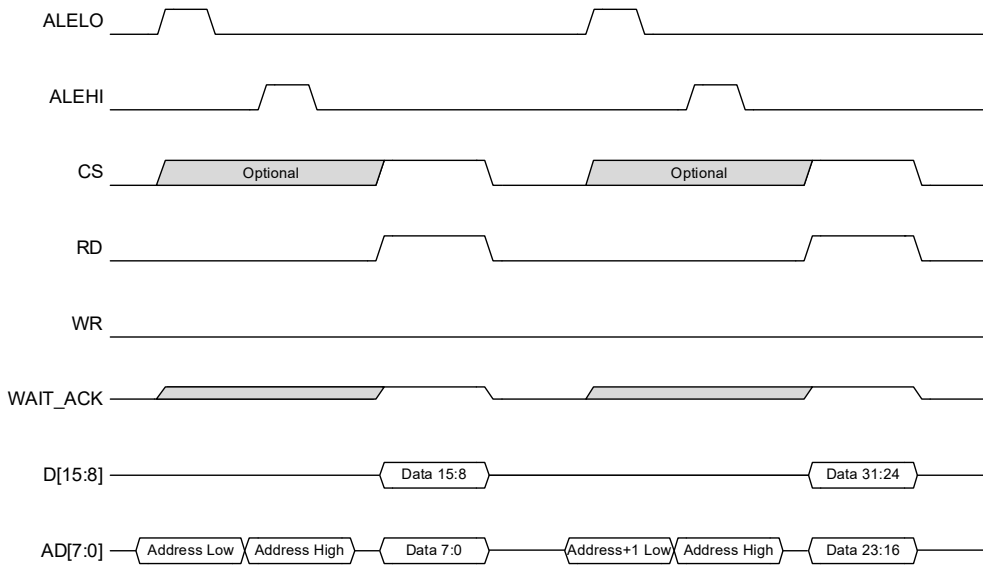 ALELO
ALEHI
CS Optional Optional
RD
WR
WAIT_ACK
D[15:8] Data 15:8 Data 31:24
AD[7:0] Address Low Address High Data 7:0 Address+1 Low Address High Data 23:16